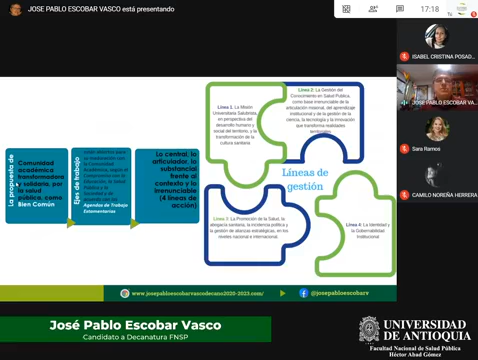 JOSE PABLO ESCOBAR VASCO está presentando
17:18
ISABEL CRISTINA POSAD...
JOSE PABLO ESCOBAR VA...
Sara Ramos
CAMILO NOREÑA HERRERA
La propuesta de
Comunidad
académica
transformadora
y solidaria, por
la salud
pública, como
Bien Común
Ejes de trabajo
Agendas de Trabajo
Estamentarias
Lo central, lo
articulador, lo
substancial
frente al
contexto y lo
irrenunciable
(4 líneas de
acción)
Línea 1. La Misión
Universitaria Salubrista,
en perspectiva del
desarrollo humano y
social del territorio, y la
transformación de la
cultura sanitaria
Línea 2: La Gestión del
Conocimiento en Salud Pública,
como base irrenunciable de la
articulación misional, del aprendizaje
institucional y de la gestión de la
ciencia, la tecnología y la innovación
que transforma realidades
territoriales
Líneas de
gestión
Línea 3: La Promoción de la Salud, la
abogacía sanitaria, la incidencia política y
la gestión de alianzas estratégicas, en los
niveles nacional e internacional.
Línea 4: La Identidad y
la Gobernabilidad
Institucional
www.josepabloescobarvascodecano2020-2023.com/
@josepabloescobarv
José Pablo Escobar Vasco
Candidato a Decanatura FNSP
UNIVERSIDAD
DE ANTIOQUIA
Facultad Nacional de Salud Pública
Héctor Abad Gómez